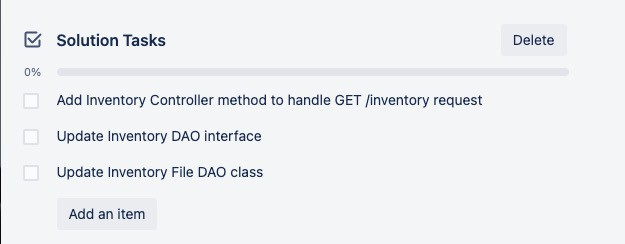 Solution Tasks
Delete
0%
Add Inventory Controller method to handle GET /inventory request
Update Inventory DAO interface
Update Inventory File DAO class
Add an item